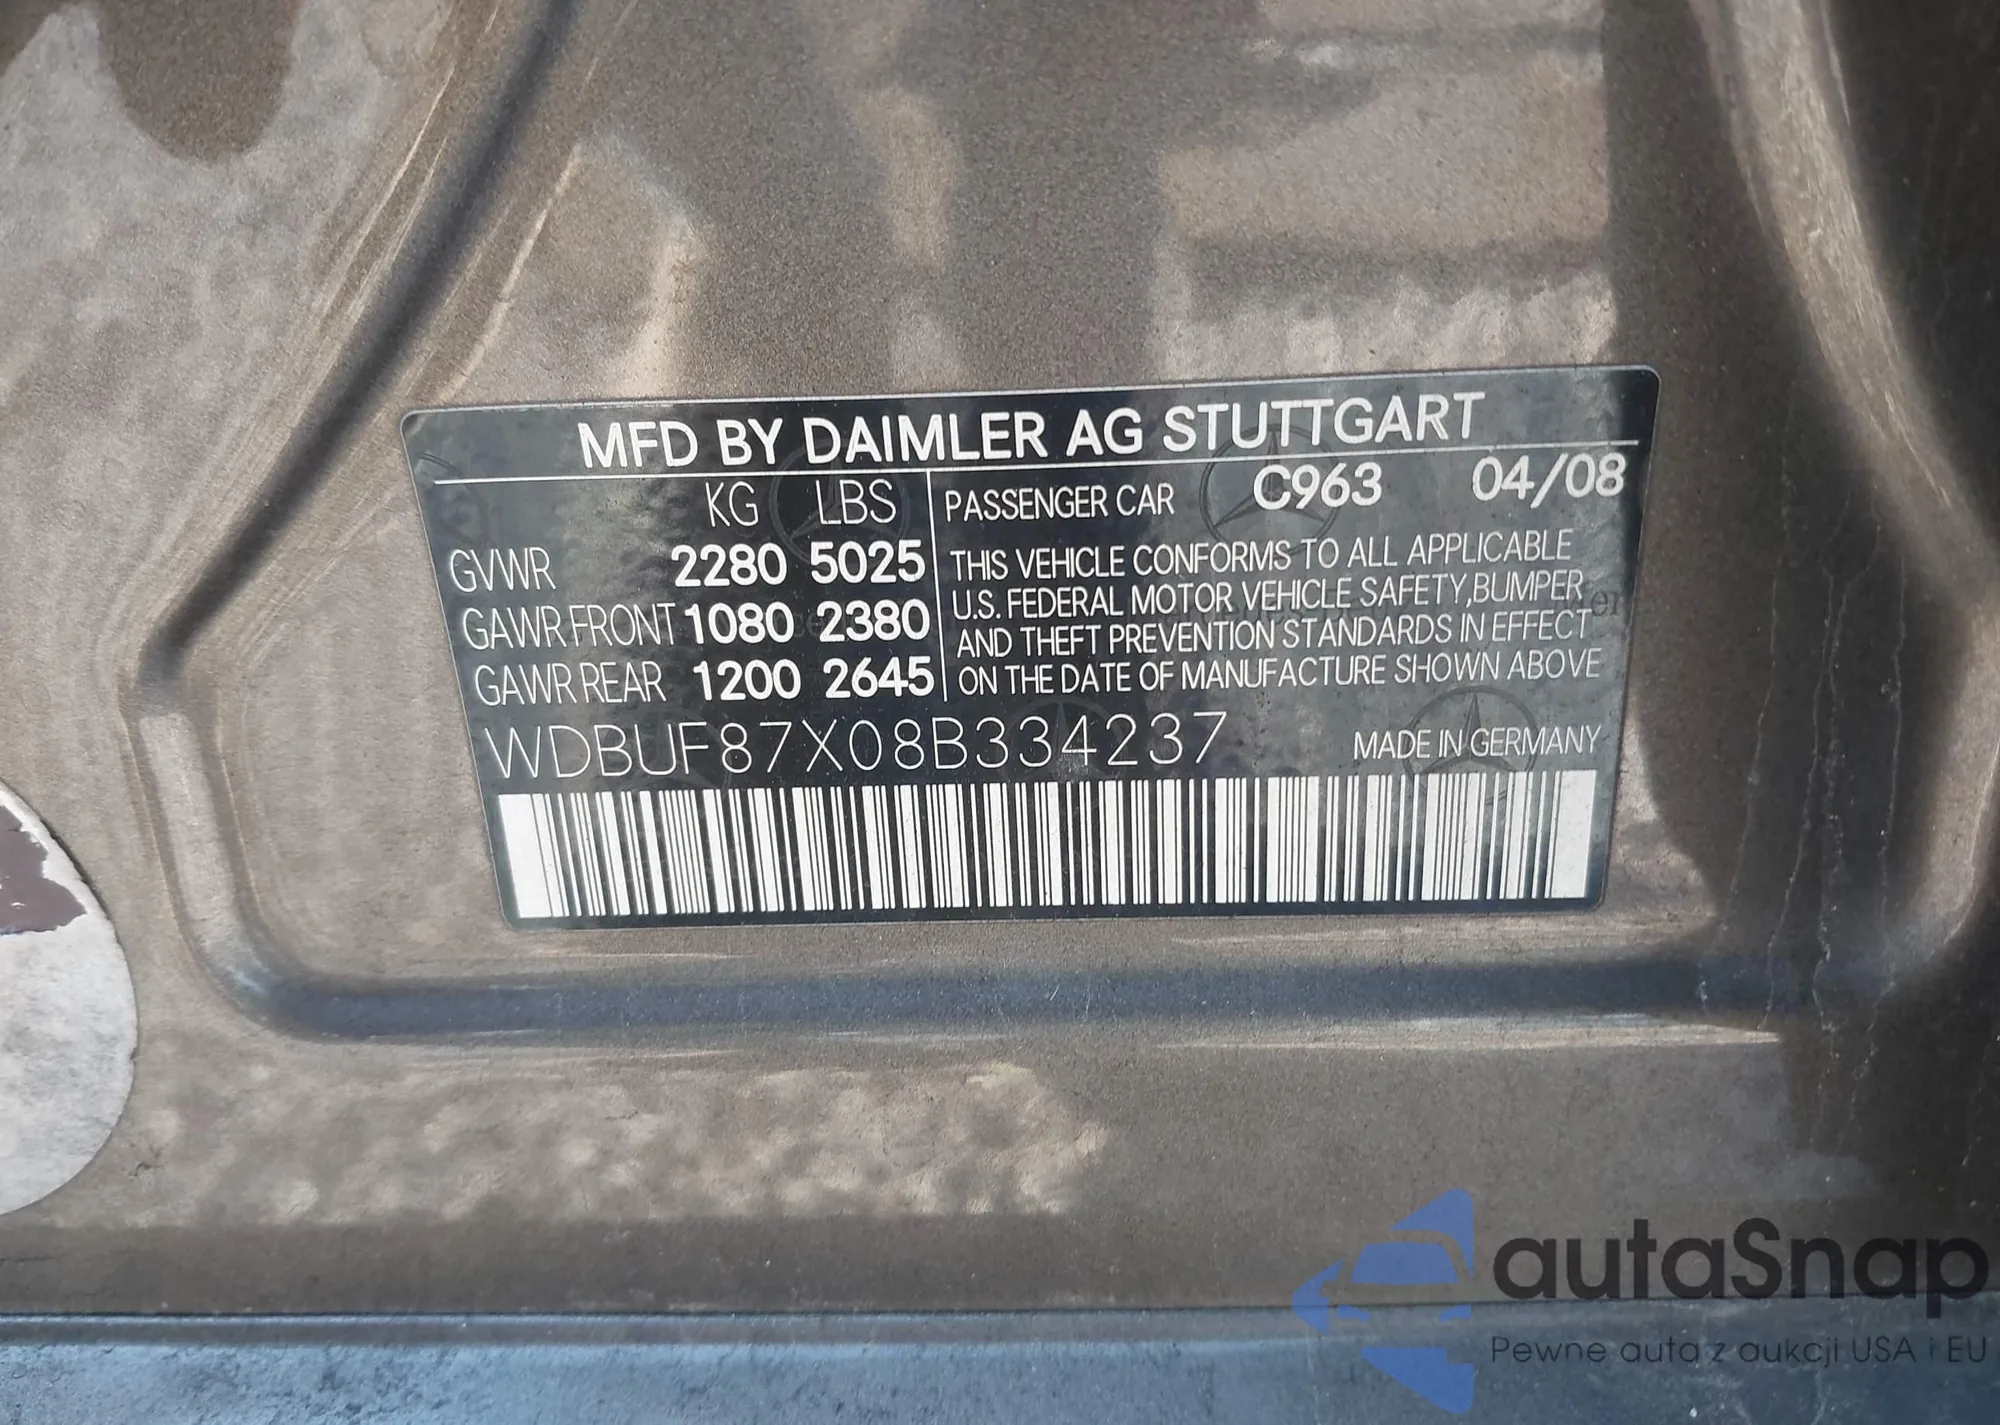 MFD BY DAIMLER AG STUTTGART
KG LBS
GVWR 2280 5025
GAWR FRONT 1080 2380
GAWR REAR 1200 2645
PASSENGER CAR C963 04/08
THIS VEHICLE CONFORMS TO ALL APPLICABLE
U.S. FEDERAL MOTOR VEHICLE SAFETY, BUMPER
AND THEFT PREVENTION STANDARDS IN EFFECT
ON THE DATE OF MANUFACTURE SHOWN ABOVE
WDBUF87X08B334237 MADE IN GERMANY
autaSnap
Pewne auta z aukcji USA i EU